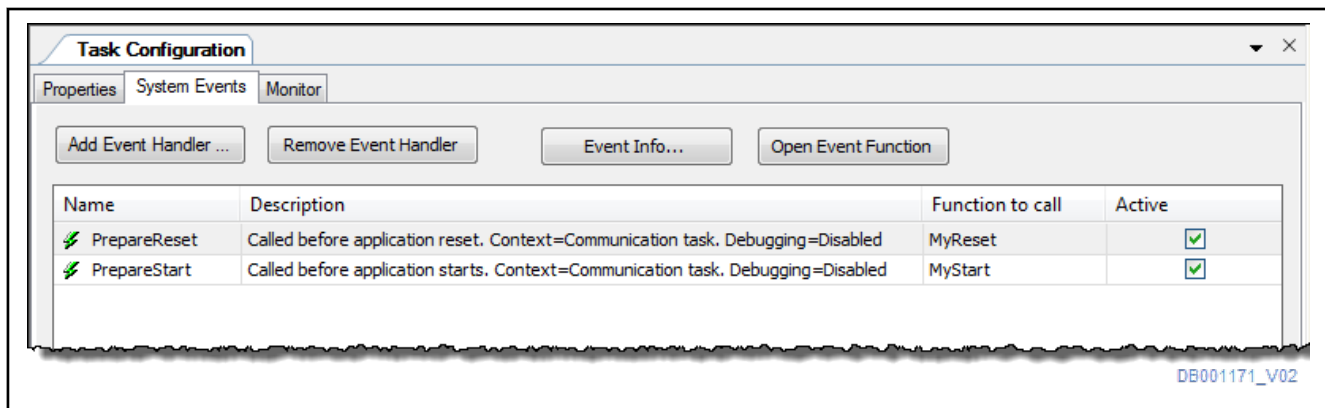 Task Configuration
Properties System Events Monitor
Add Event Handler ... Remove Event Handler Event Info... Open Event Function
Name Description Function to call Active
PrepareReset Called before application reset. Context=Communication task. Debugging=Disabled MyReset
PrepareStart Called before application starts. Context=Communication task. Debugging=Disabled MyStart
DB001171_V02